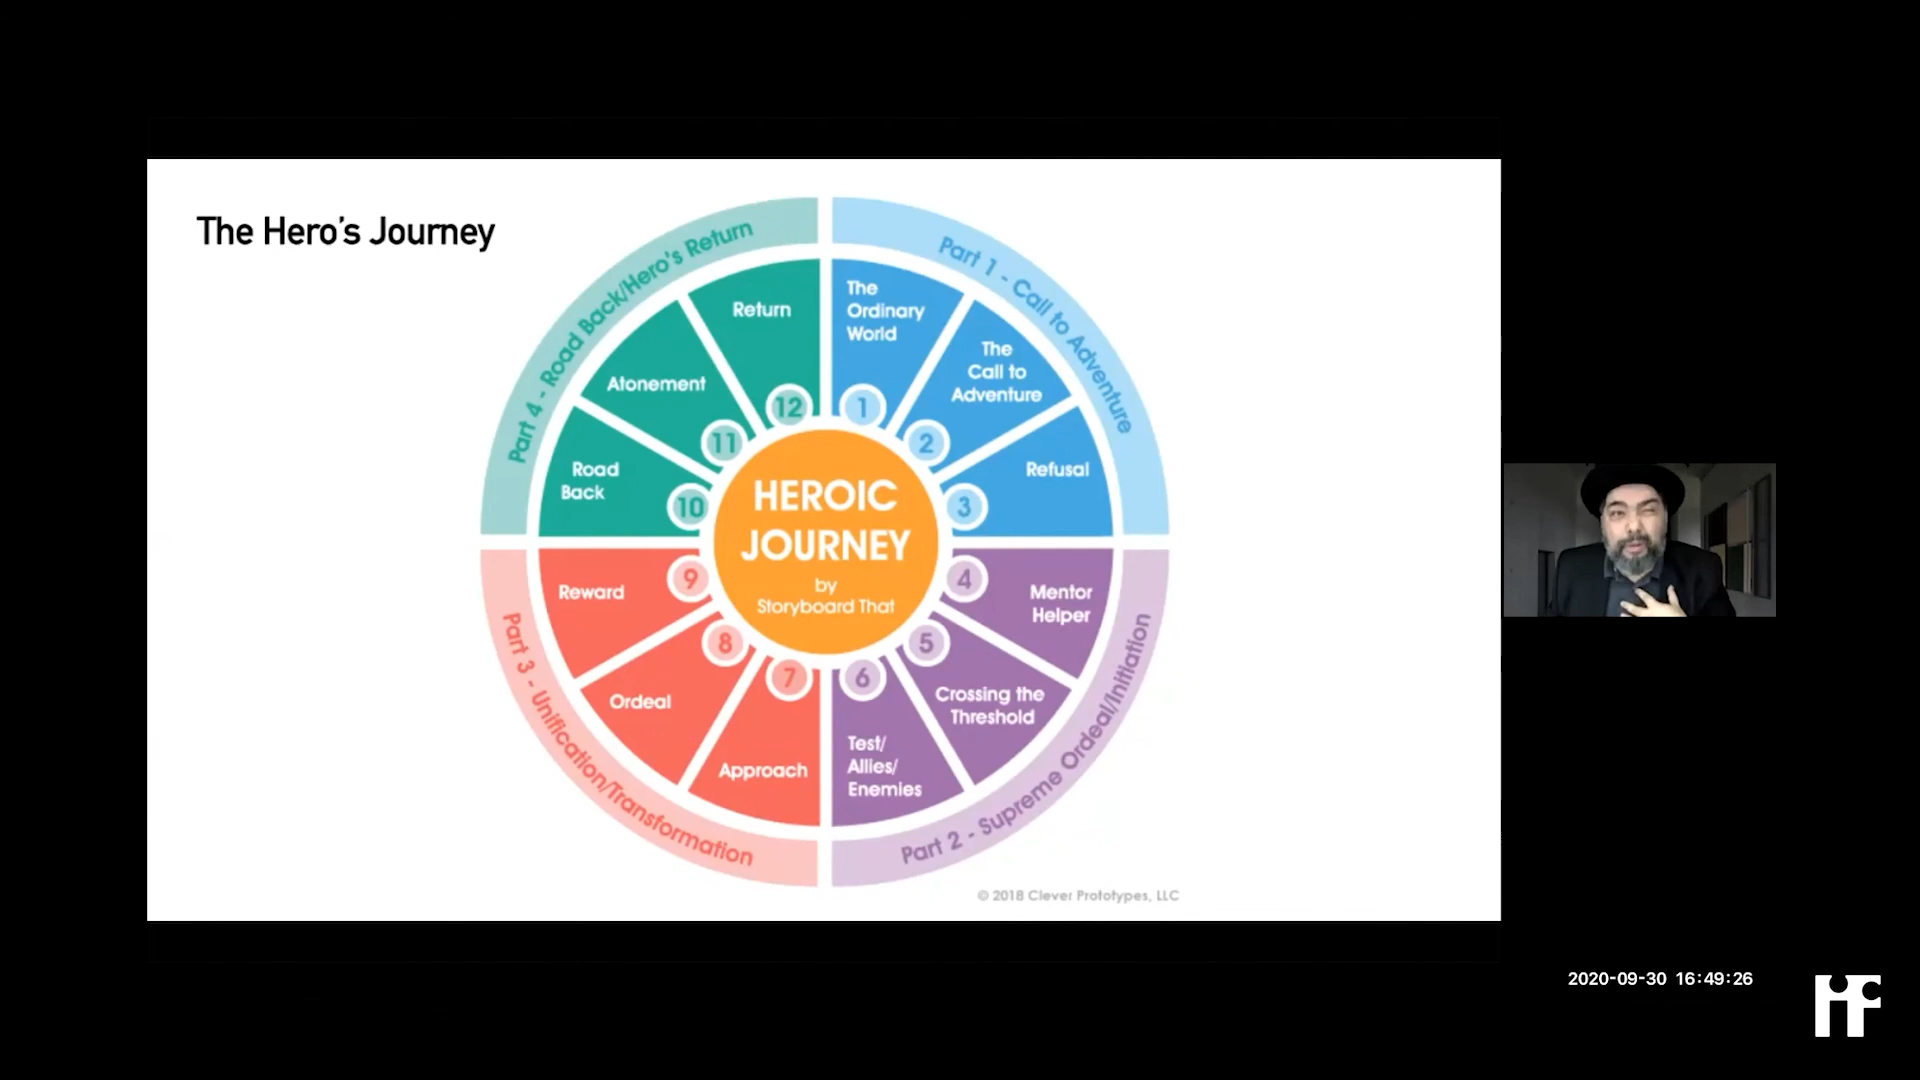 The Hero's Journey
Part 1 - Call to Adventure
The
Ordinary
World
1
The
Call to
Adventure
2
Refusal
3
Part 2 - Supreme Ordeal/Initiation
Mentor
Helper
4
Crossing the
Threshold
5
Test/
Allies/
Enemies
6
Part 3 - Unification/Transformation
Approach
7
Ordeal
8
Reward
9
Part 4 - Road Back/Hero's Return
Road
Back
10
Atonement
11
Return
12
HEROIC
JOURNEY
by
Storyboard That
© 2018 Clever Prototypes, LLC
2020-09-30 16:49:26